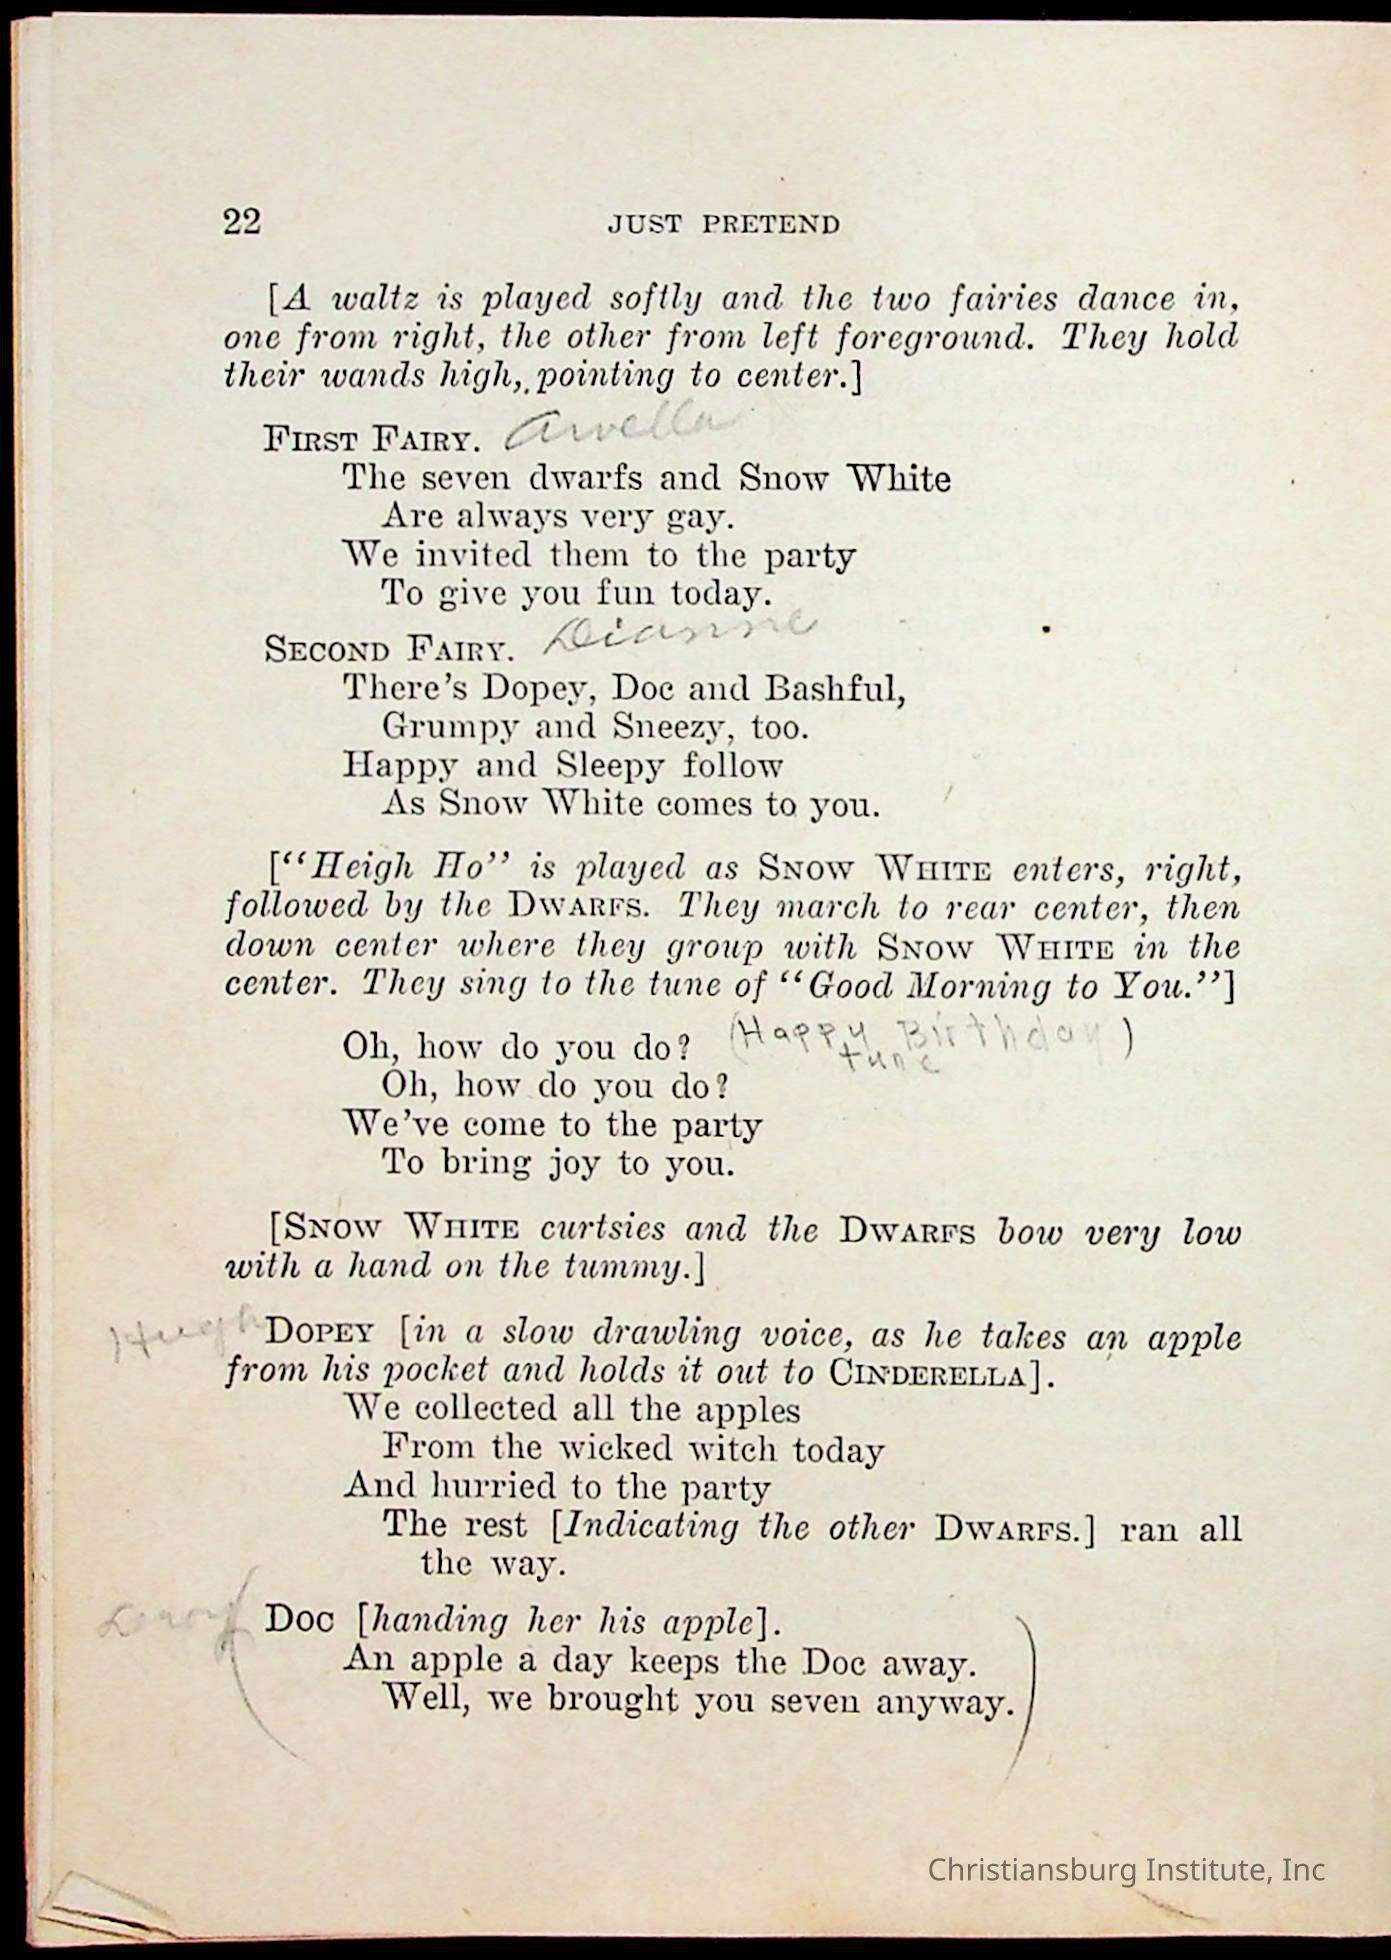 22 JUST PRETEND
[A waltz is played softly and the two fairies dance in,
one from right, the other from left foreground. They hold
their wands high, pointing to center.]
FIRST FAIRY. Arvella
The seven dwarfs and Snow White
Are always very gay.
We invited them to the party
To give you fun today.
SECOND FAIRY. Dianne
There's Dopey, Doc and Bashful,
Grumpy and Sneezy, too.
Happy and Sleepy follow
As Snow White comes to you.
["Heigh Ho" is played as SNOW WHITE enters, right,
followed by the DWARFS. They march to rear center, then
down center where they group with SNOW WHITE in the
center. They sing to the tune of "Good Morning to You."]
Oh, how do you do? (Happy Birthday)
tune
Oh, how do you do?
We've come to the party
To bring joy to you.
[SNOW WHITE curtsies and the DWARFS bow very low
with a hand on the tummy.]
Hugh DOPEY [in a slow drawling voice, as he takes an apple
from his pocket and holds it out to CINDERELLA].
We collected all the apples
From the wicked witch today
And hurried to the party
The rest [Indicating the other DWARFS.] ran all
the way.
DOC [handing her his apple].
An apple a day keeps the Doc away.
Well, we brought you seven anyway.
Christiansburg Institute, Inc